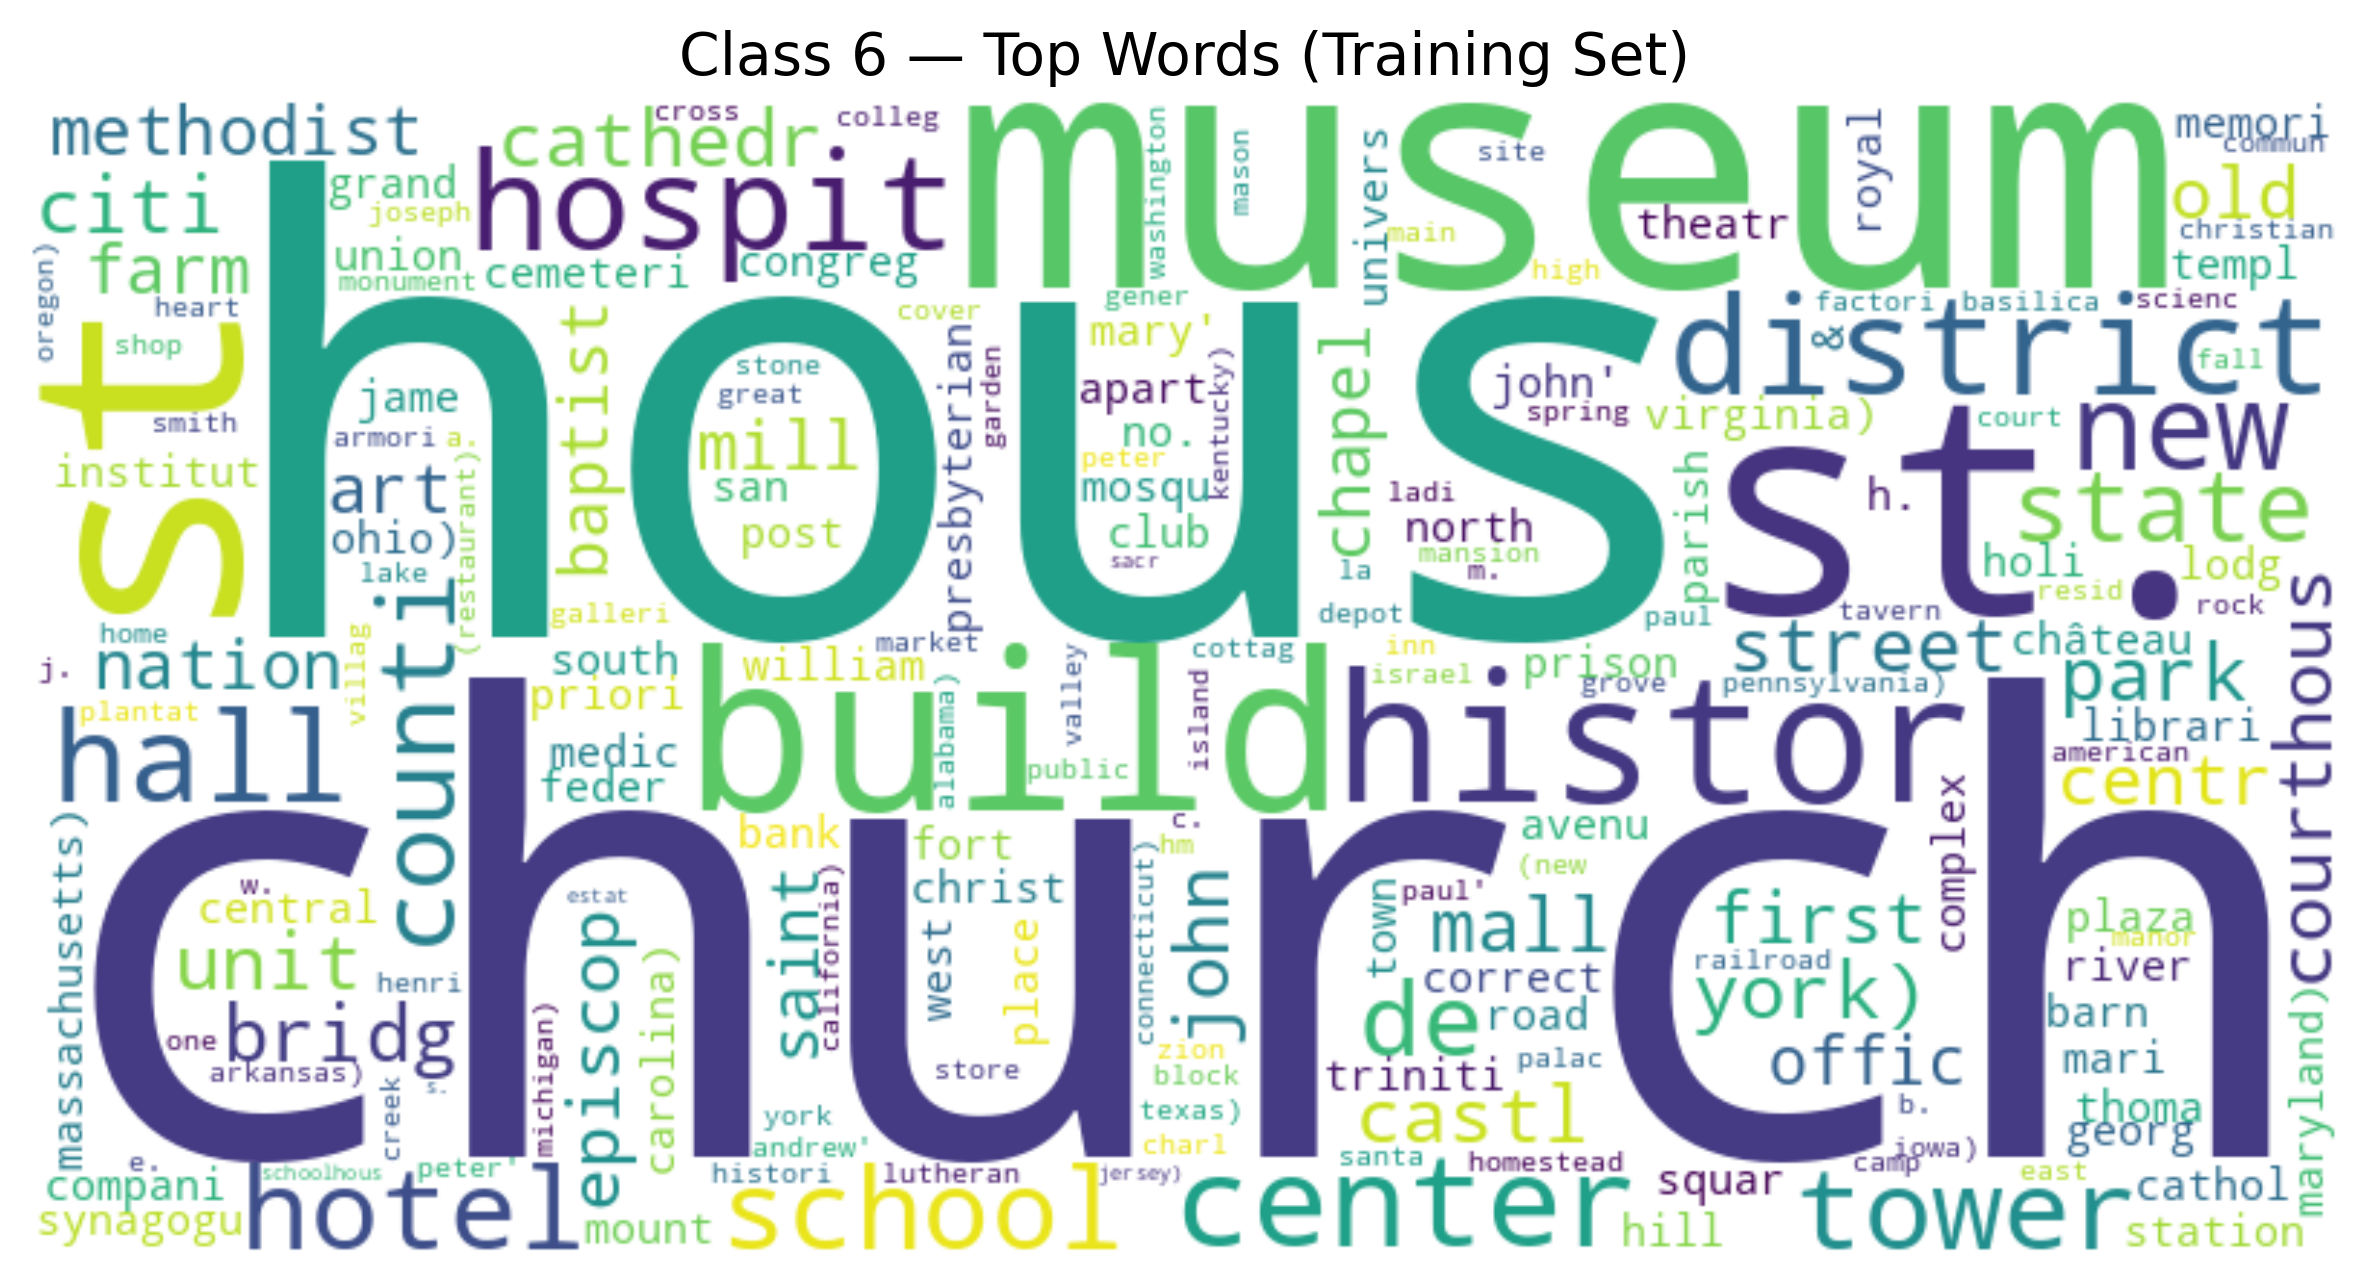 Class 6 — Top Words (Training Set)
methodist
cross
colleg
cathedr
museum
memori
commun
citi
grand
joseph
hospit
washington
mason
univers
site
royal
old
theatr
main
christian
oregon)
farm
union
monument
cemeteri
congreg
high
templ
heart
shop
st
hous
cover
gener
mary'
factori
basilica
scienc
district
&
fall
smith
jame
armori
a.
baptist
stone
great
presbyterian
garden
apart
kentucky)
chapel
john'
spring
virginia)
court
new
institut
art
mill
san
post
no.
peter
mosqu
club
sacr
ladi
north
mansion
m.
la
parish
st.
h.
state
ohio)
(restaurant)
lake
galleri
depot
paul
tavern
holi
resid
lodg
rock
home
j.
nation
villag
counti
south
priori
market
william
valley
cottag
island
inn
israel
prison
grove
street
château
pennsylvania)
park
courthous
plantat
hall
medic
feder
build
alabama)
public
histor
librari
american
centr
massachusetts)
church
bank
fort
c.
hm
avenu
(new
complex
w.
central
unit
henri
estat
episcop
carolina)
saint
california)
christ
west
place
connecticut)
john
town
paul'
mall
correct
first
railroad
york)
plaza
manor
river
one
bridg
arkansas)
creek
s.
michigan)
store
zion
block
texas)
charl
de
road
triniti
palac
castl
offic
b.
iowa)
barn
mari
thoma
georg
maryland)
york
andrew'
e.
compani
schoolhous
peter'
histori
lutheran
jersey)
santa
homestead
squar
camp
east
cathol
synagogu
hotel
mount
school
center
hill
tower
station